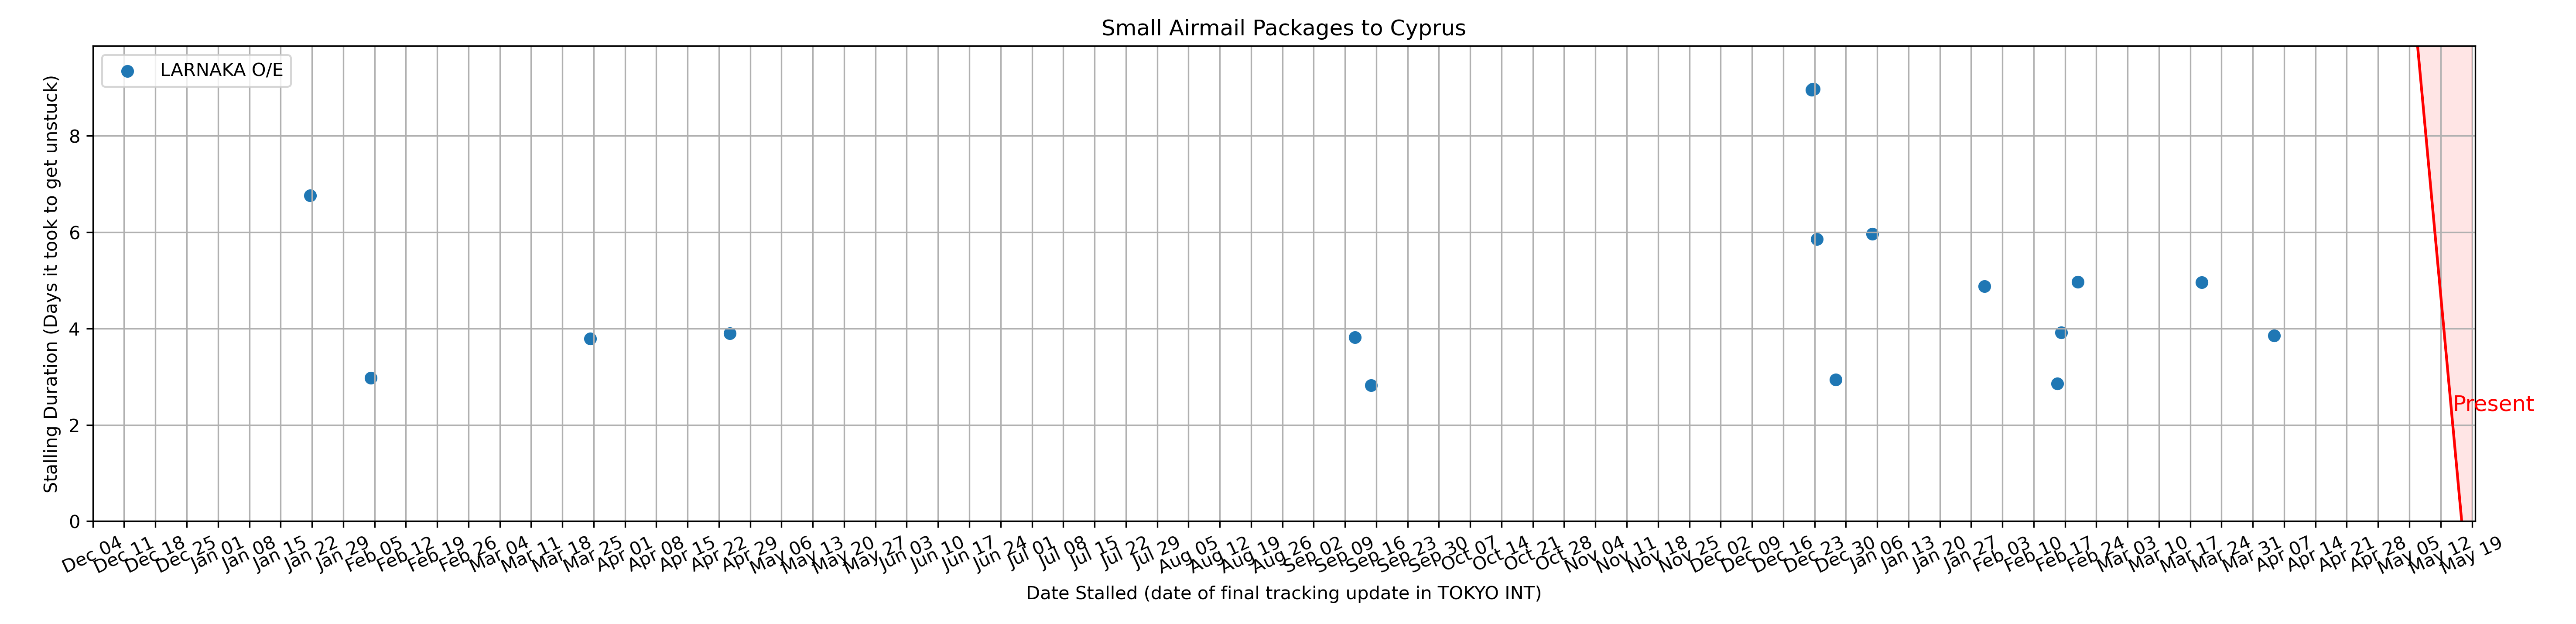 Small Airmail Packages to Cyprus
LARNAKA O/E
Stalling Duration (Days it took to get unstuck)
8
6
4
2
0
Present
Dec 04
Dec 11
Dec 18
Dec 25
Jan 01
Jan 08
Jan 15
Jan 22
Jan 29
Feb 05
Feb 12
Feb 19
Feb 26
Mar 04
Mar 11
Mar 18
Mar 25
Apr 01
Apr 08
Apr 15
Apr 22
Apr 29
May 06
May 13
May 20
May 27
Jun 03
Jun 10
Jun 17
Jun 24
Jul 01
Jul 08
Jul 15
Jul 22
Jul 29
Aug 05
Aug 12
Aug 19
Aug 26
Sep 02
Sep 09
Sep 16
Sep 23
Sep 30
Oct 07
Oct 14
Oct 21
Oct 28
Nov 04
Nov 11
Nov 18
Nov 25
Dec 02
Dec 09
Dec 16
Dec 23
Dec 30
Jan 06
Jan 13
Jan 20
Jan 27
Feb 03
Feb 10
Feb 17
Feb 24
Mar 03
Mar 10
Mar 17
Mar 24
Mar 31
Apr 07
Apr 14
Apr 21
Apr 28
May 05
May 12
May 19
Date Stalled (date of final tracking update in TOKYO INT)